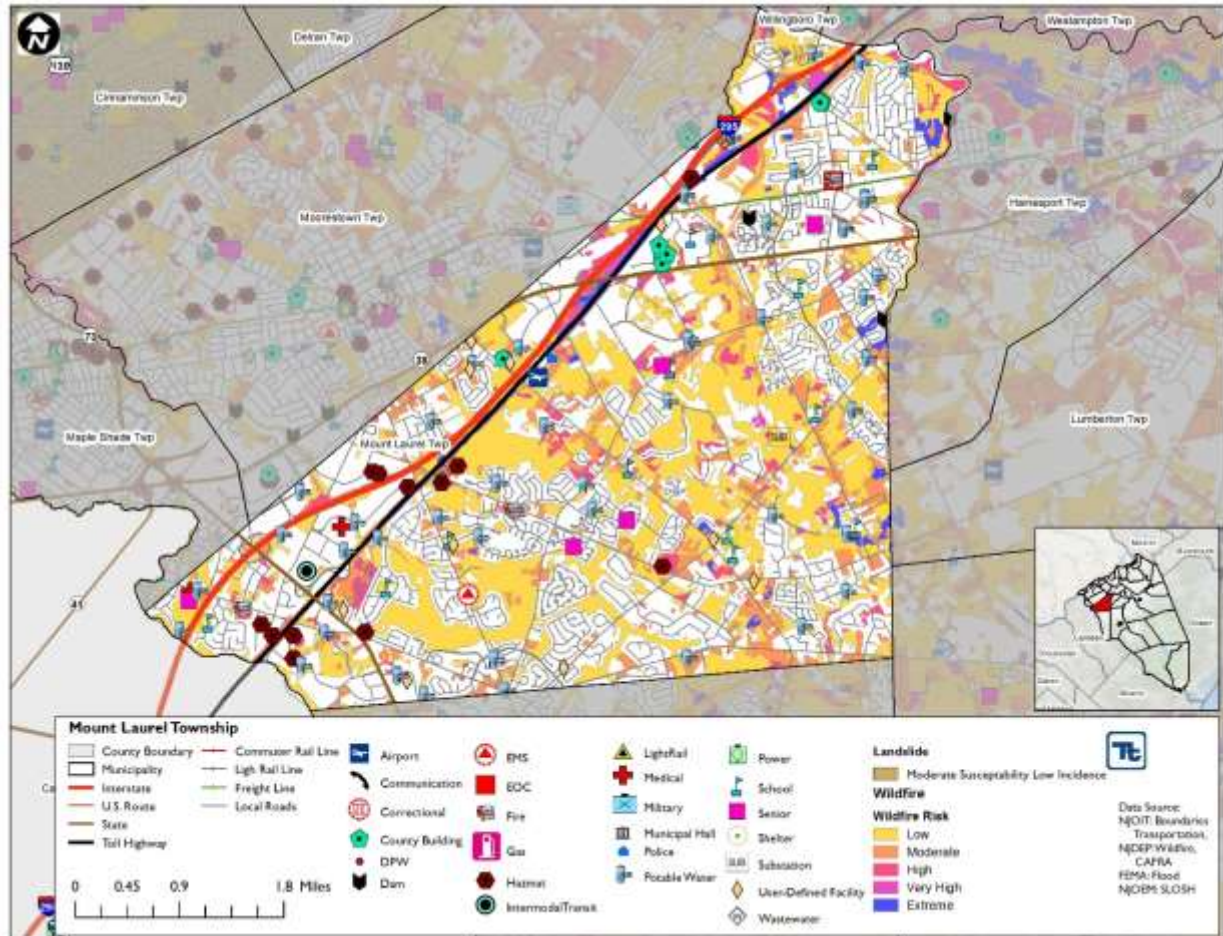 N
Delran Twp
Willingboro Twp
Westampton Twp
130
Cinnaminson Twp
295
Moorestown Twp
Hainesport Twp
73
38
Maple Shade Twp
Mount Laurel Twp
Lumberton Twp
SUB
41
Mount Laurel Township
County Boundary
Municipality
Interstate
U.S. Route
State
Toll Highway
Commuter Rail Line
Ligh Rail Line
Freight Line
Local Roads
0 0.45 0.9 1.8 Miles
Airport
Communication
Correctional
County Building
DPW
Dam
EMS
EOC
Fire
Gas
Hazmat
IntermodalTransit
LightRail
Medical
Military
Municipal Hall
Police
Potable Water
Power
School
Senior
Shelter
SUB
Substation
User-Defined Facility
Wastewater
Landslide
Moderate Susceptability Low Incidence
Wildfire
Wildfire Risk
Low
Moderate
High
Very High
Extreme
Tt
Data Source:
NJOIT: Boundaries
Transportation,
NJDEP: Wildfire,
CAFRA
FEMA: Flood
NJOEM: SLOSH